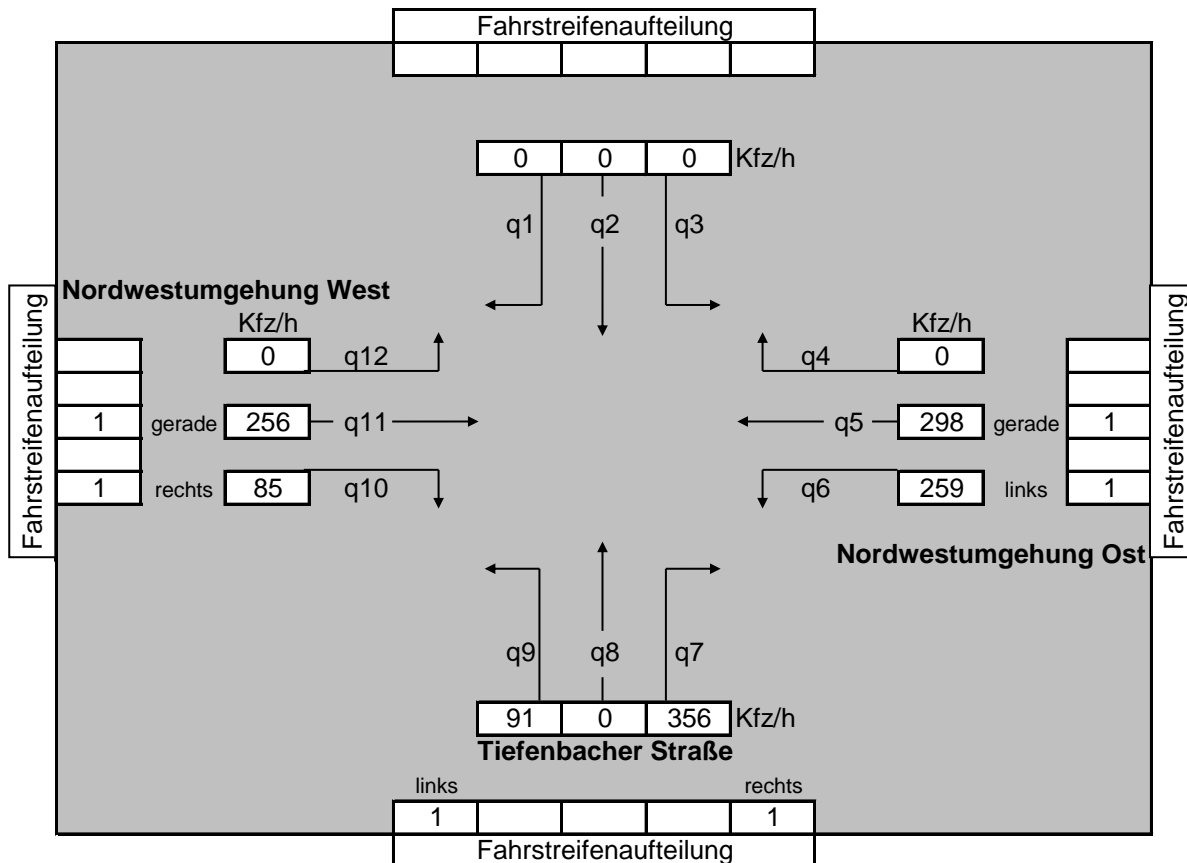 Fahrstreifenaufteilung
0 0 0 Kfz/h
q1 q2 q3
Nordwestumgehung West
Fahrstreifenaufteilung
Kfz/h
0 q12
1 gerade 256 q11
1 rechts 85 q10
Kfz/h
q4 0
q5 298 gerade 1
q6 259 links 1
Fahrstreifenaufteilung
Nordwestumgehung Ost
q9 q8 q7
91 0 356 Kfz/h
Tiefenbacher Straße
links rechts
1 1
Fahrstreifenaufteilung